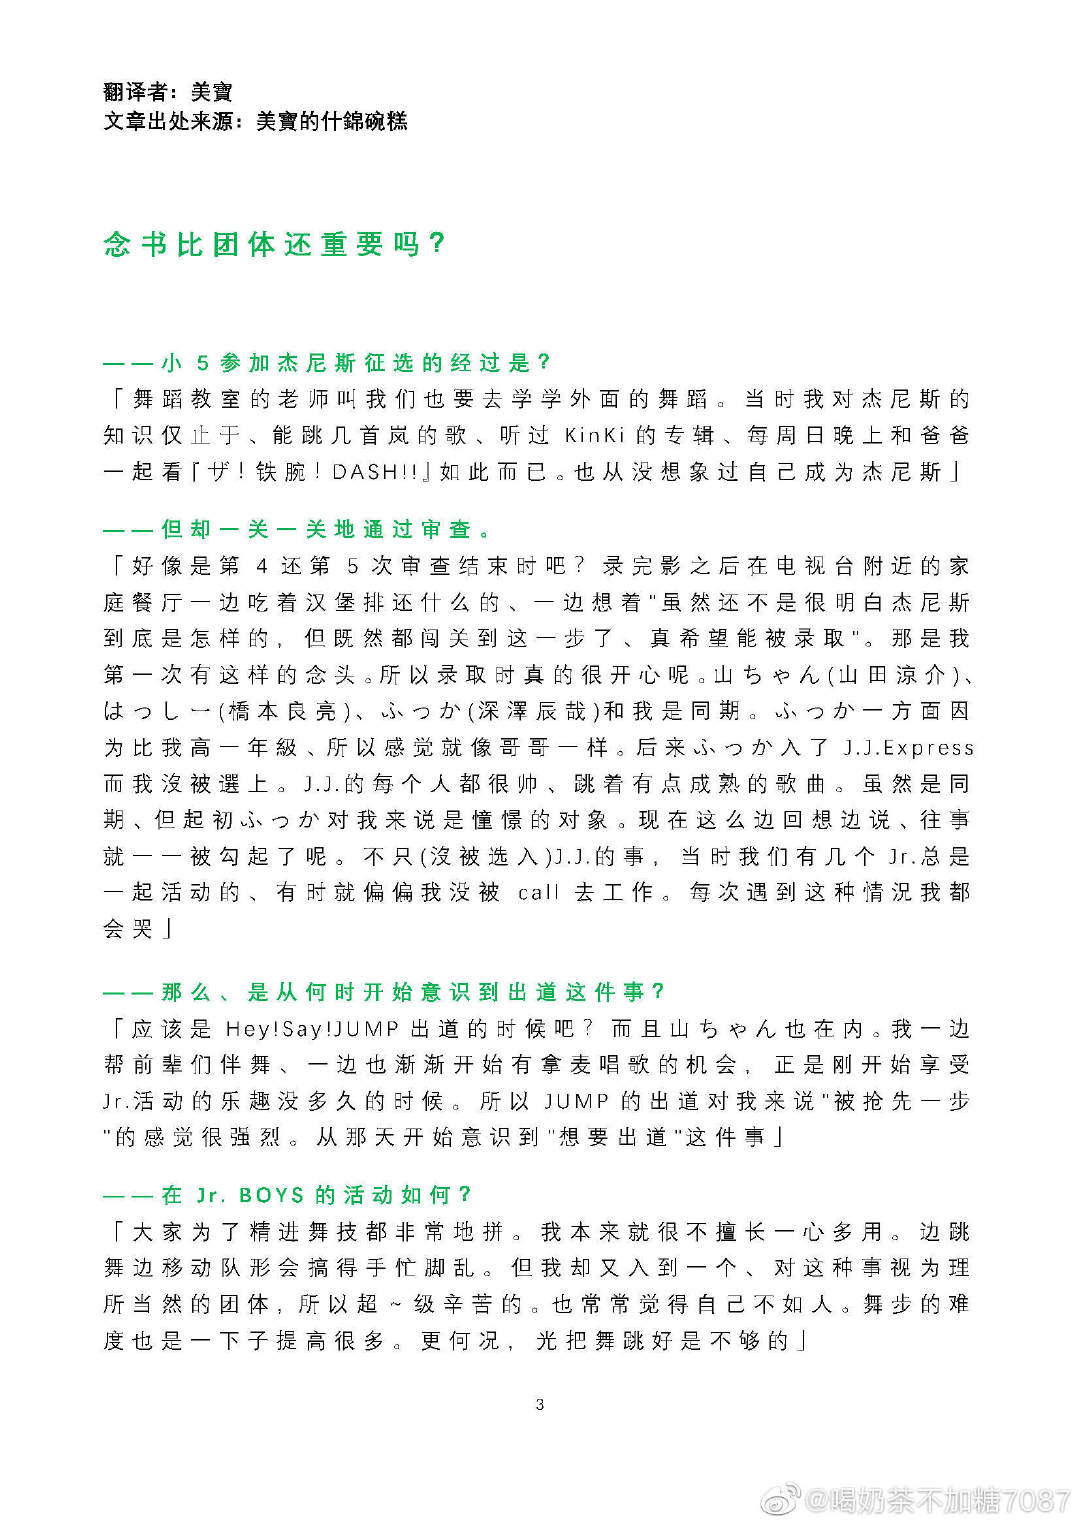 翻译者：美寶
文章出处来源：美寶的什錦碗糕
念书比团体还重要吗？
——小 5 参加杰尼斯征选的经过是？
「舞蹈教室的老师叫我们也要去学学外面的舞蹈。当时我对杰尼斯的
知识仅止于、能跳几首岚的歌、听过 KinKi 的专辑、每周日晚上和爸爸
一起看『ザ！铁腕！DASH!!』如此而已。也从没想象过自己成为杰尼斯」
——但却一关一关地通过审查。
「好像是第 4 还第 5 次审查结束时吧？录完影之后在电视台附近的家
庭餐厅一边吃着汉堡排还什么的、一边想着"虽然还不是很明白杰尼斯
到底是怎样的，但既然都闯关到这一步了、真希望能被录取"。那是我
第一次有这样的念头。所以录取时真的很开心呢。山ちゃん(山田涼介)、
はっしー(橋本良亮)、ふっか(深澤辰哉)和我是同期。ふっか一方面因
为比我高一年級、所以感觉就像哥哥一样。后来ふっか入了 J.J.Express
而我沒被選上。J.J.的每个人都很帅、跳着有点成熟的歌曲。虽然是同
期、但起初ふっか对我来说是憧憬的对象。现在这么边回想边说、往事
就一一被勾起了呢。不只(沒被选入)J.J.的事，当时我们有几个 Jr.总是
一起活动的、有时就偏偏我没被 call 去工作。每次遇到这种情況我都
会哭」
——那么、是从何时开始意识到出道这件事？
「应该是 Hey!Say!JUMP 出道的时候吧？而且山ちゃん也在内。我一边
帮前辈们伴舞、一边也渐渐开始有拿麦唱歌的机会，正是刚开始享受
Jr.活动的乐趣没多久的时候。所以 JUMP 的出道对我来说"被抢先一步
"的感觉很强烈。从那天开始意识到"想要出道"这件事」
——在 Jr. BOYS 的活动如何？
「大家为了精进舞技都非常地拼。我本来就很不擅长一心多用。边跳
舞边移动队形会搞得手忙脚乱。但我却又入到一个、对这种事视为理
所当然的团体，所以超～级辛苦的。也常常觉得自己不如人。舞步的难
度也是一下子提高很多。更何况，光把舞跳好是不够的」
3
@喝奶茶不加糖7087